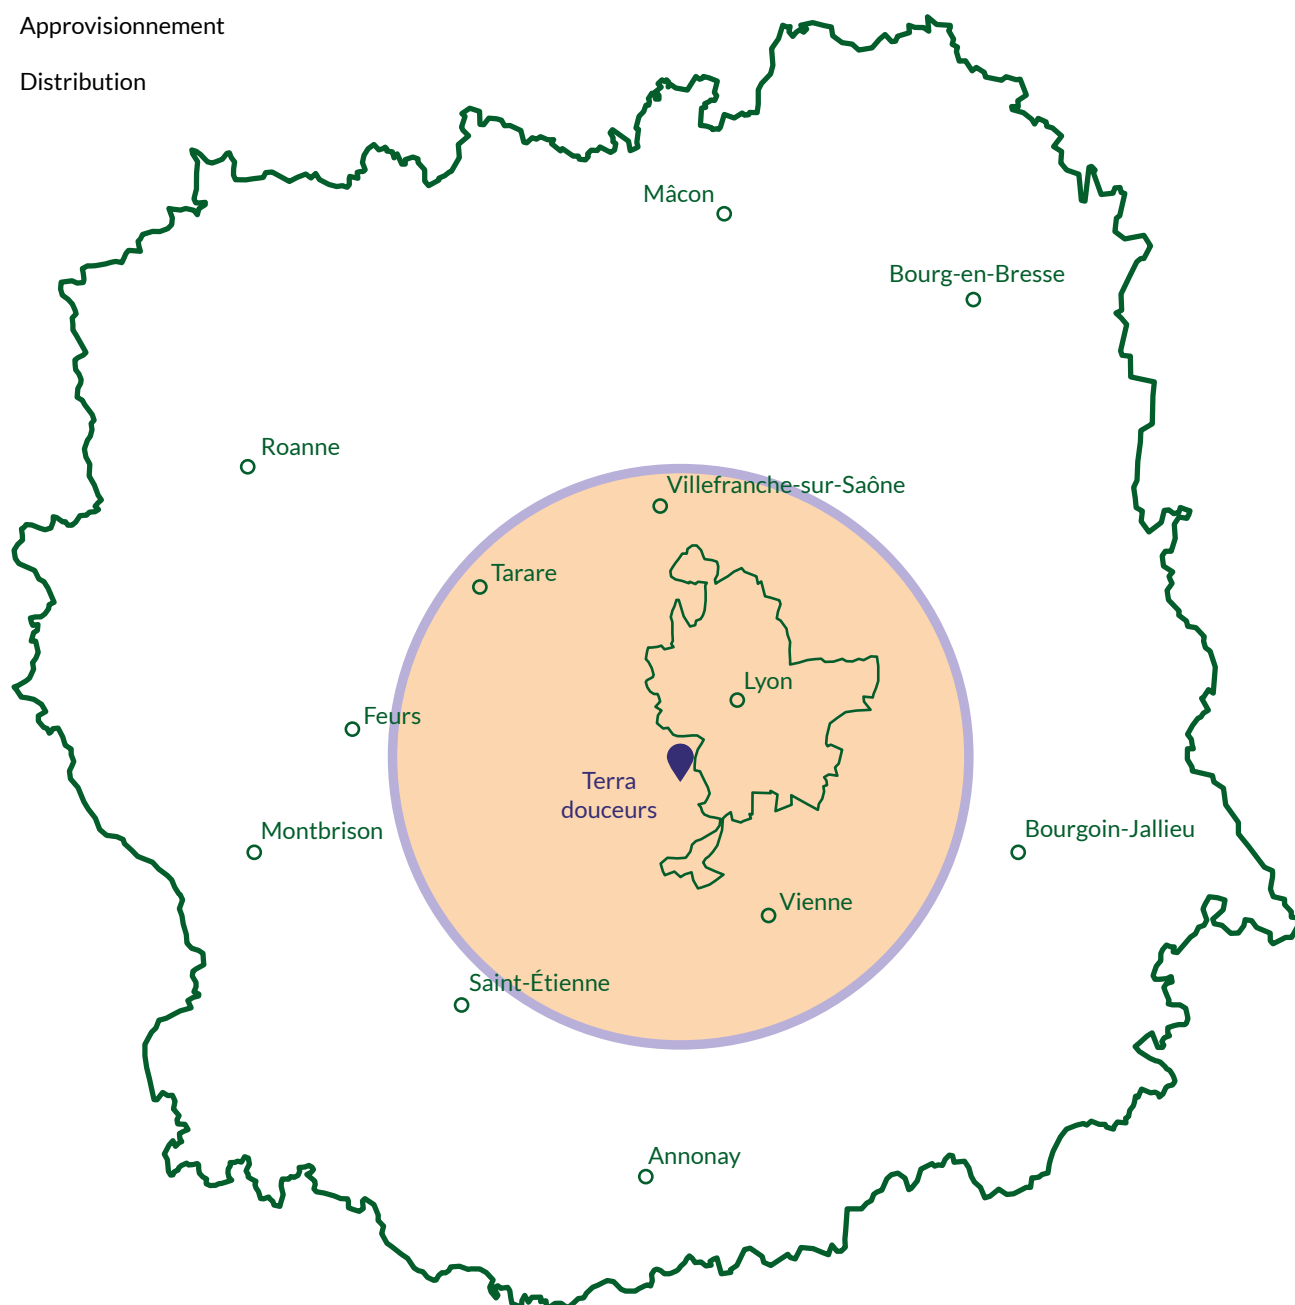 Approvisionnement
Distribution
Mâcon
Bourg-en-Bresse
Roanne
Villefranche-sur-Saône
Tarare
Lyon
Feurs
Terra
douceurs
Montbrison
Bourgoin-Jallieu
Vienne
Saint-Étienne
Annonay